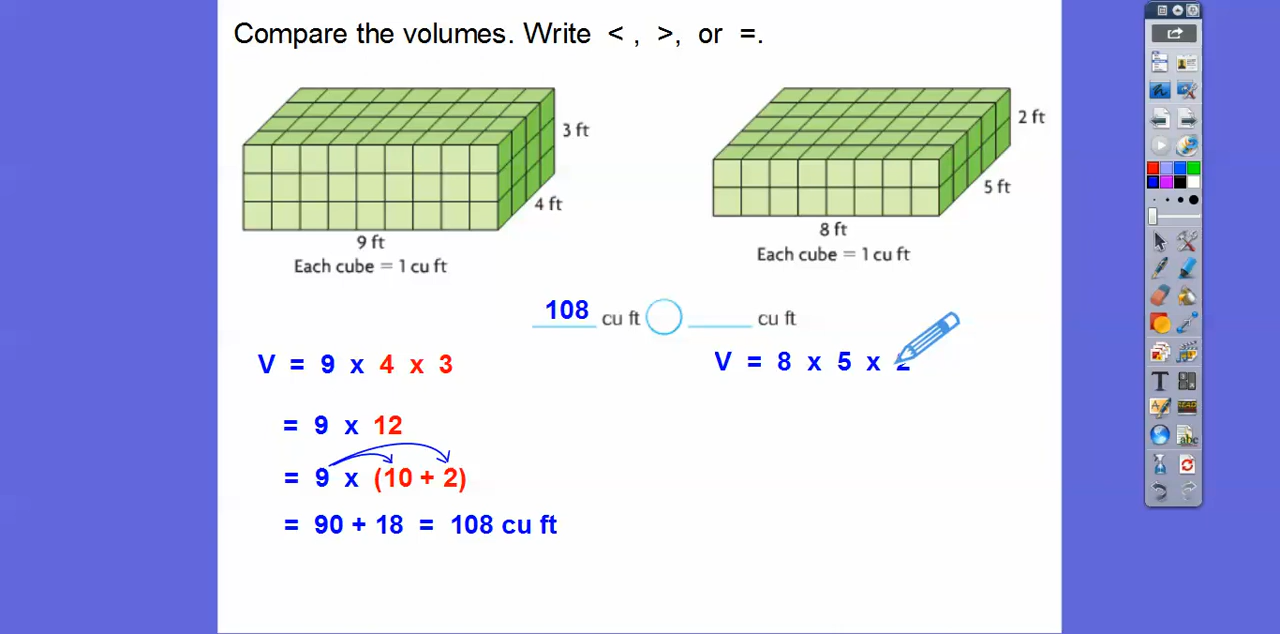 Compare the volumes. Write < , >, or =.
3 ft
4 ft
9 ft
Each cube = 1 cu ft
2 ft
5 ft
8 ft
Each cube = 1 cu ft
108 cu ft ____ cu ft
V = 9 x 4 x 3
= 9 x 12
= 9 x (10 + 2)
= 90 + 18 = 108 cu ft
V = 8 x 5 x 2